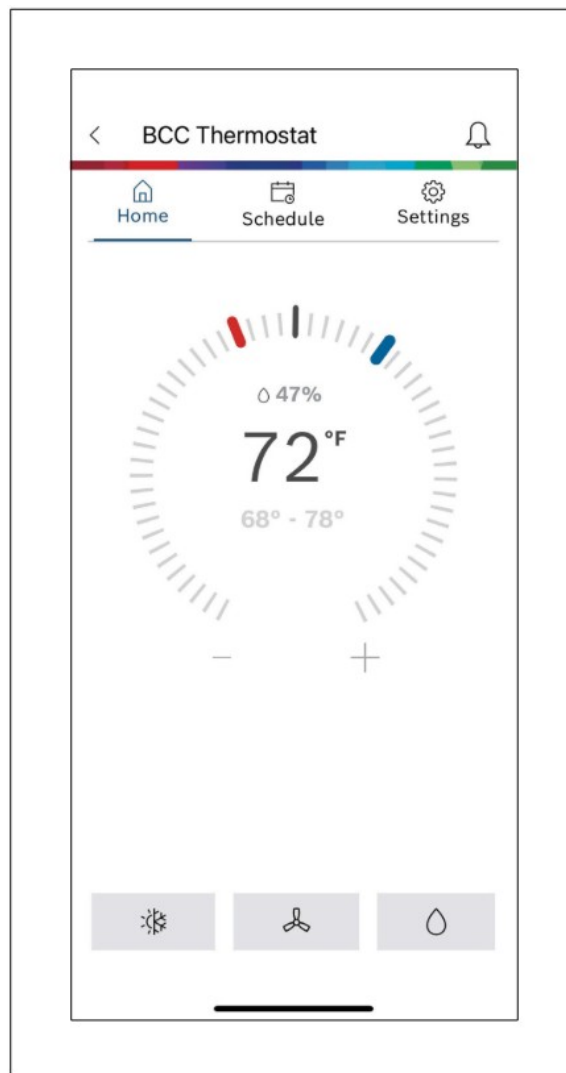 BCC Thermostat
Home Schedule Settings
47%
72°F
68° - 78°
− +